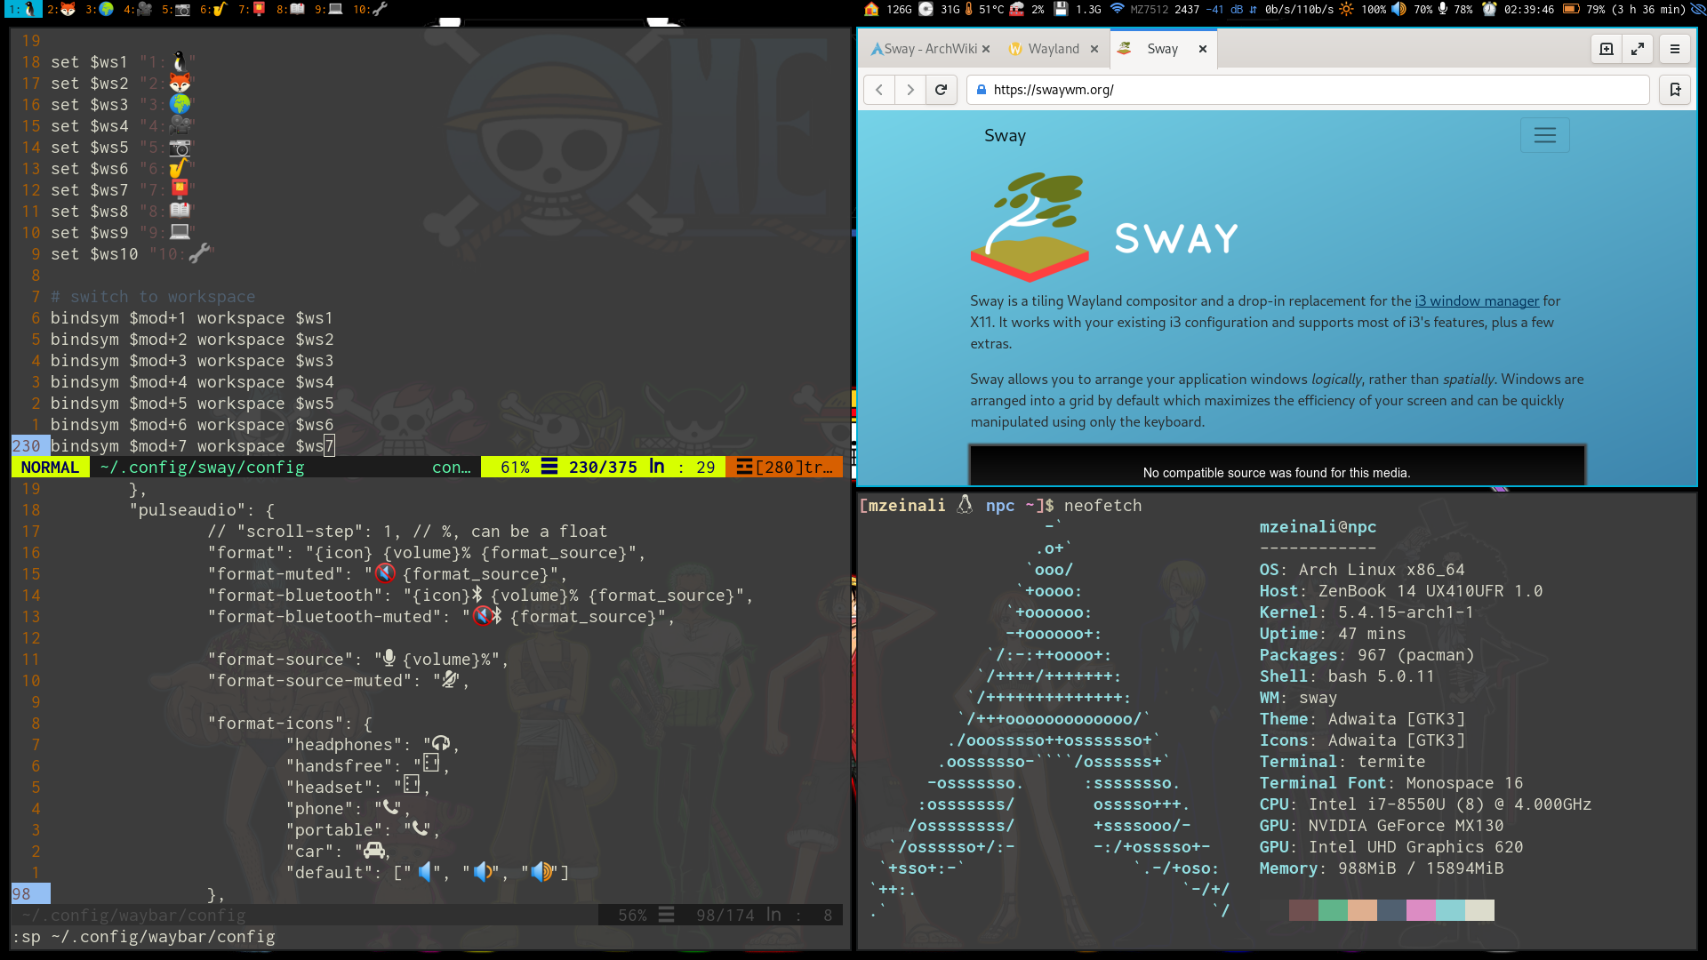 1: 2: 3: 4: 5: 6: 7: 8: 9: 10:
126G 31G 51°C 2% 1.3G MZ7512 2437 -41 dB 0b/s/110b/s 100% 70% 78% 02:39:46 79% (3 h 36 min)
19
18 set $ws1 "1:🐧"
17 set $ws2 "2:🦊"
16 set $ws3 "3:🌍"
15 set $ws4 "4:🎥"
14 set $ws5 "5:📷"
13 set $ws6 "6:🎷"
12 set $ws7 "7:📮"
11 set $ws8 "8:📖"
10 set $ws9 "9:💻"
9 set $ws10 "10:🔧"
8
7 # switch to workspace
6 bindsym $mod+1 workspace $ws1
5 bindsym $mod+2 workspace $ws2
4 bindsym $mod+3 workspace $ws3
3 bindsym $mod+4 workspace $ws4
2 bindsym $mod+5 workspace $ws5
1 bindsym $mod+6 workspace $ws6
230 bindsym $mod+7 workspace $ws7
NORMAL ~/.config/sway/config con… 61% ☰ 230/375 ln : 29 ☲[280]tr…
19 },
18 "pulseaudio": {
17 // "scroll-step": 1, // %, can be a float
16 "format": "{icon} {volume}% {format_source}",
15 "format-muted": "🔇 {format_source}",
14 "format-bluetooth": "{icon} {volume}% {format_source}",
13 "format-bluetooth-muted": "🔇 {format_source}",
12
11 "format-source": " {volume}%",
10 "format-source-muted": "",
9
8 "format-icons": {
7 "headphones": "",
6 "handsfree": "",
5 "headset": "",
4 "phone": "",
3 "portable": "",
2 "car": "",
1 "default": ["🔈", "🔉", "🔊"]
98 },
~/.config/waybar/config 56% ☰ 98/174 ln : 8
:sp ~/.config/waybar/config
Sway - ArchWiki × Wayland × Sway ×
https://swaywm.org/
Sway
SWAY
Sway is a tiling Wayland compositor and a drop-in replacement for the i3 window manager for
X11. It works with your existing i3 configuration and supports most of i3's features, plus a few
extras.
Sway allows you to arrange your application windows logically, rather than spatially. Windows are
arranged into a grid by default which maximizes the efficiency of your screen and can be quickly
manipulated using only the keyboard.
No compatible source was found for this media.
[mzeinali npc ~]$ neofetch
mzeinali@npc
------------
OS: Arch Linux x86_64
Host: ZenBook 14 UX410UFR 1.0
Kernel: 5.4.15-arch1-1
Uptime: 47 mins
Packages: 967 (pacman)
Shell: bash 5.0.11
WM: sway
Theme: Adwaita [GTK3]
Icons: Adwaita [GTK3]
Terminal: termite
Terminal Font: Monospace 16
CPU: Intel i7-8550U (8) @ 4.000GHz
GPU: NVIDIA GeForce MX130
GPU: Intel UHD Graphics 620
Memory: 988MiB / 15894MiB